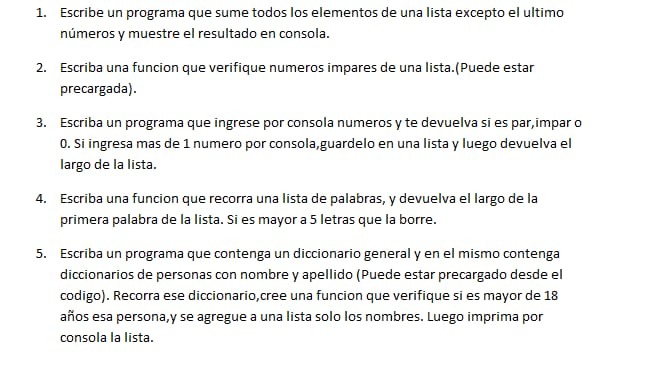 1. Escribe un programa que sume todos los elementos de una lista excepto el ultimo
números y muestre el resultado en consola.
2. Escriba una funcion que verifique numeros impares de una lista.(Puede estar
precargada).
3. Escriba un programa que ingrese por consola numeros y te devuelva si es par,impar o
0. Si ingresa mas de 1 numero por consola,guardelo en una lista y luego devuelva el
largo de la lista.
4. Escriba una funcion que recorra una lista de palabras, y devuelva el largo de la
primera palabra de la lista. Si es mayor a 5 letras que la borre.
5. Escriba un programa que contenga un diccionario general y en el mismo contenga
diccionarios de personas con nombre y apellido (Puede estar precargado desde el
codigo). Recorra ese diccionario,cree una funcion que verifique si es mayor de 18
años esa persona,y se agregue a una lista solo los nombres. Luego imprima por
consola la lista.